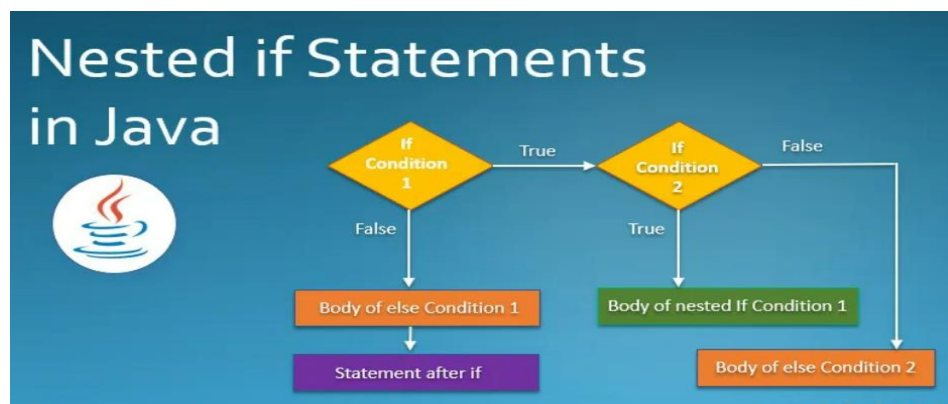 Nested if Statements
in Java
If
Condition
1
True
If
Condition
2
False
False
True
Body of else Condition 1
Body of nested If Condition 1
Statement after if
Body of else Condition 2